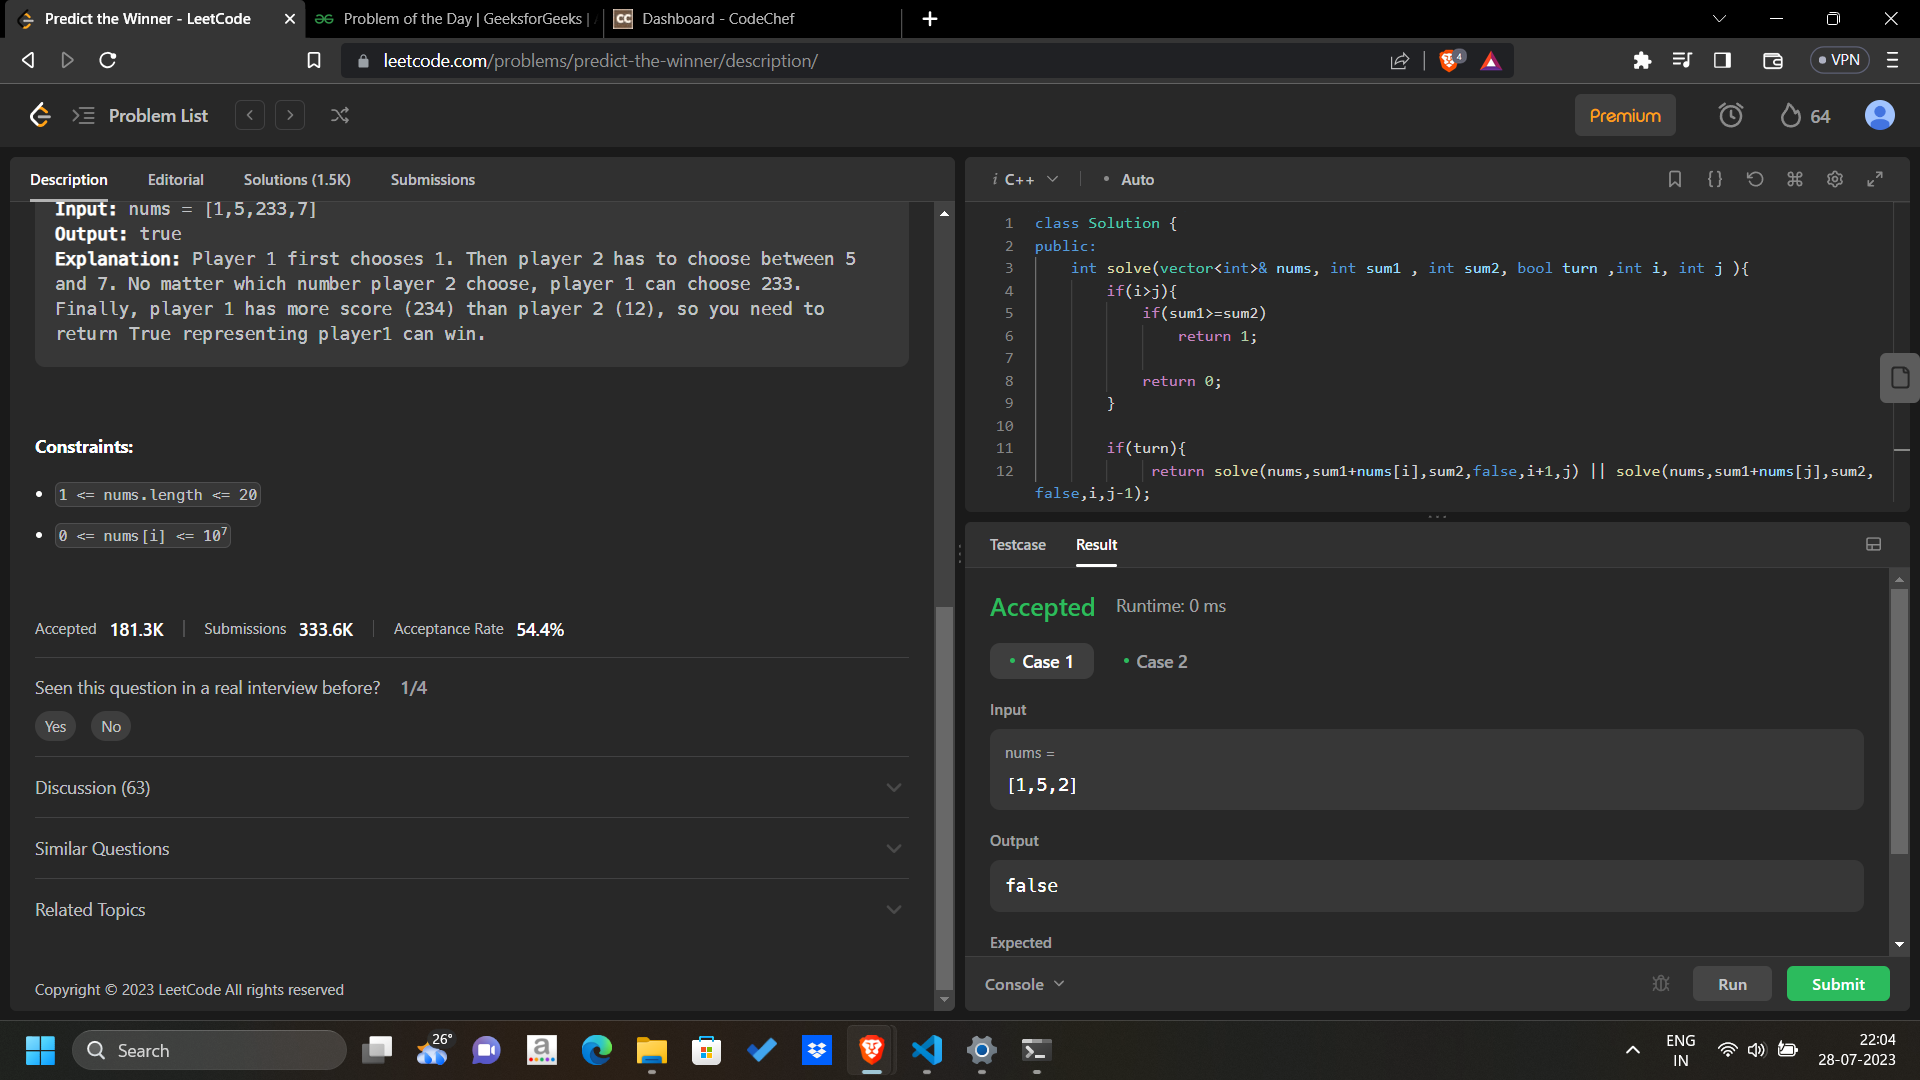 Predict the Winner - LeetCode
Problem of the Day | GeeksforGeeks |
CC Dashboard - CodeChef
leetcode.com/problems/predict-the-winner/description/
4
VPN
Problem List
Premium
64
Description Editorial Solutions (1.5K) Submissions
Input: nums = [1,5,233,7]
Output: true
Explanation: Player 1 first chooses 1. Then player 2 has to choose between 5
and 7. No matter which number player 2 choose, player 1 can choose 233.
Finally, player 1 has more score (234) than player 2 (12), so you need to
return True representing player1 can win.
Constraints:
• 1 <= nums.length <= 20
• 0 <= nums[i] <= 10⁷
Accepted 181.3K | Submissions 333.6K | Acceptance Rate 54.4%
Seen this question in a real interview before? 1/4
Yes No
Discussion (63)
Similar Questions
Related Topics
Copyright © 2023 LeetCode All rights reserved
i C++ • Auto
1 class Solution {
2 public:
3 int solve(vector<int>& nums, int sum1 , int sum2, bool turn ,int i, int j ){
4 if(i>j){
5 if(sum1>=sum2)
6 return 1;
7
8 return 0;
9 }
10
11 if(turn){
12 return solve(nums,sum1+nums[i],sum2,false,i+1,j) || solve(nums,sum1+nums[j],sum2,
false,i,j-1);
Testcase Result
Accepted Runtime: 0 ms
• Case 1 • Case 2
Input
nums =
[1,5,2]
Output
false
Expected
Console Run Submit
Search
26°
a
ENG
IN
22:04
28-07-2023